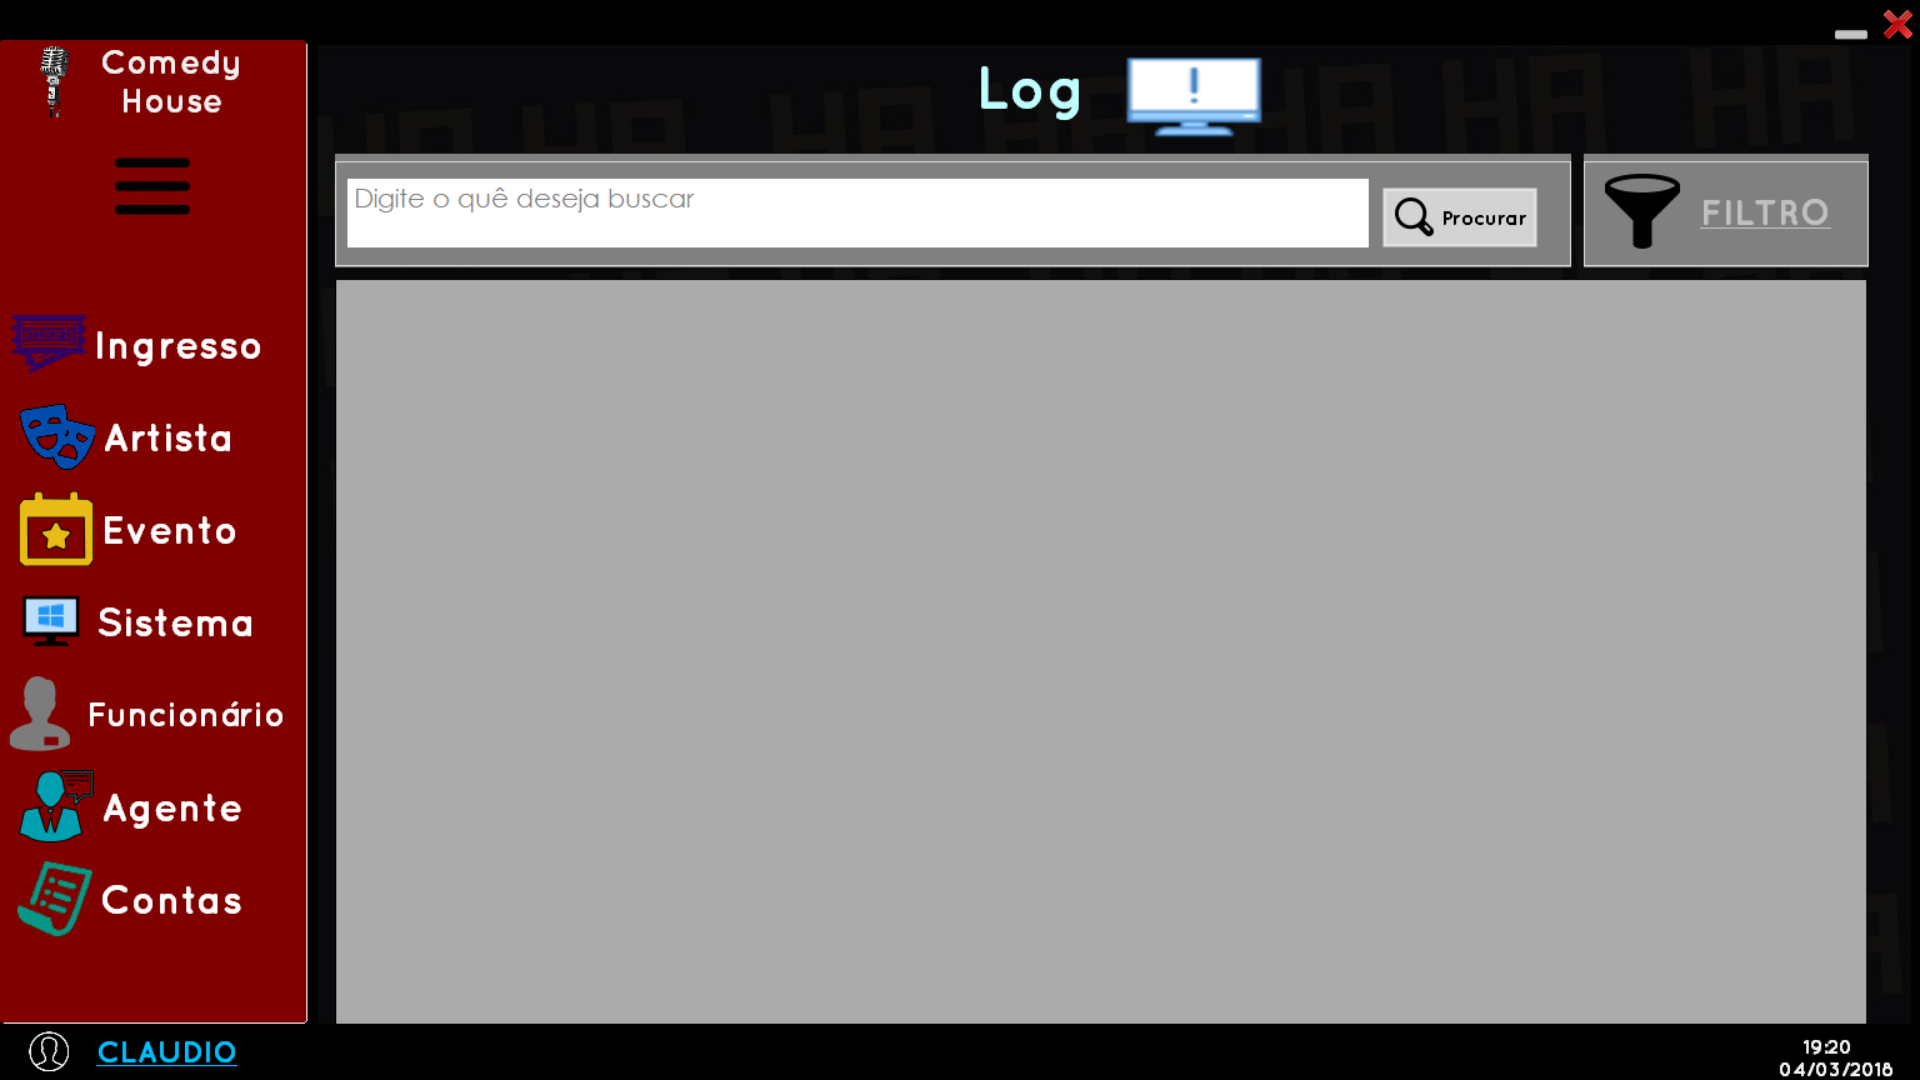 Comedy
House
Log
!
Digite o quê deseja buscar
Procurar
FILTRO
Ingresso
Artista
Evento
Sistema
Funcionário
Agente
Contas
CLAUDIO
19:20
04/03/2018